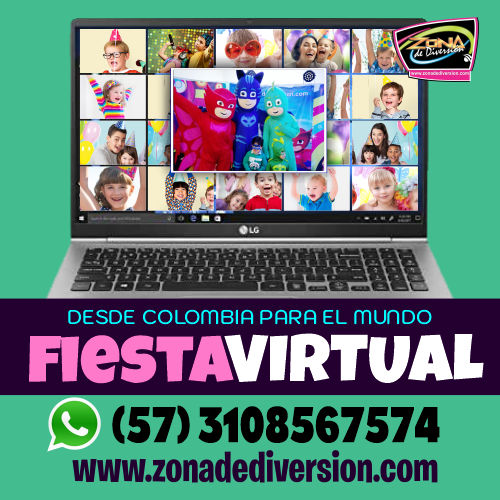 ZONA
de Diversión
www.zonadediversion.com
LG
DESDE COLOMBIA PARA EL MUNDO
FIESTAVIRTUAL
(57) 3108567574
www.zonadediversion.com